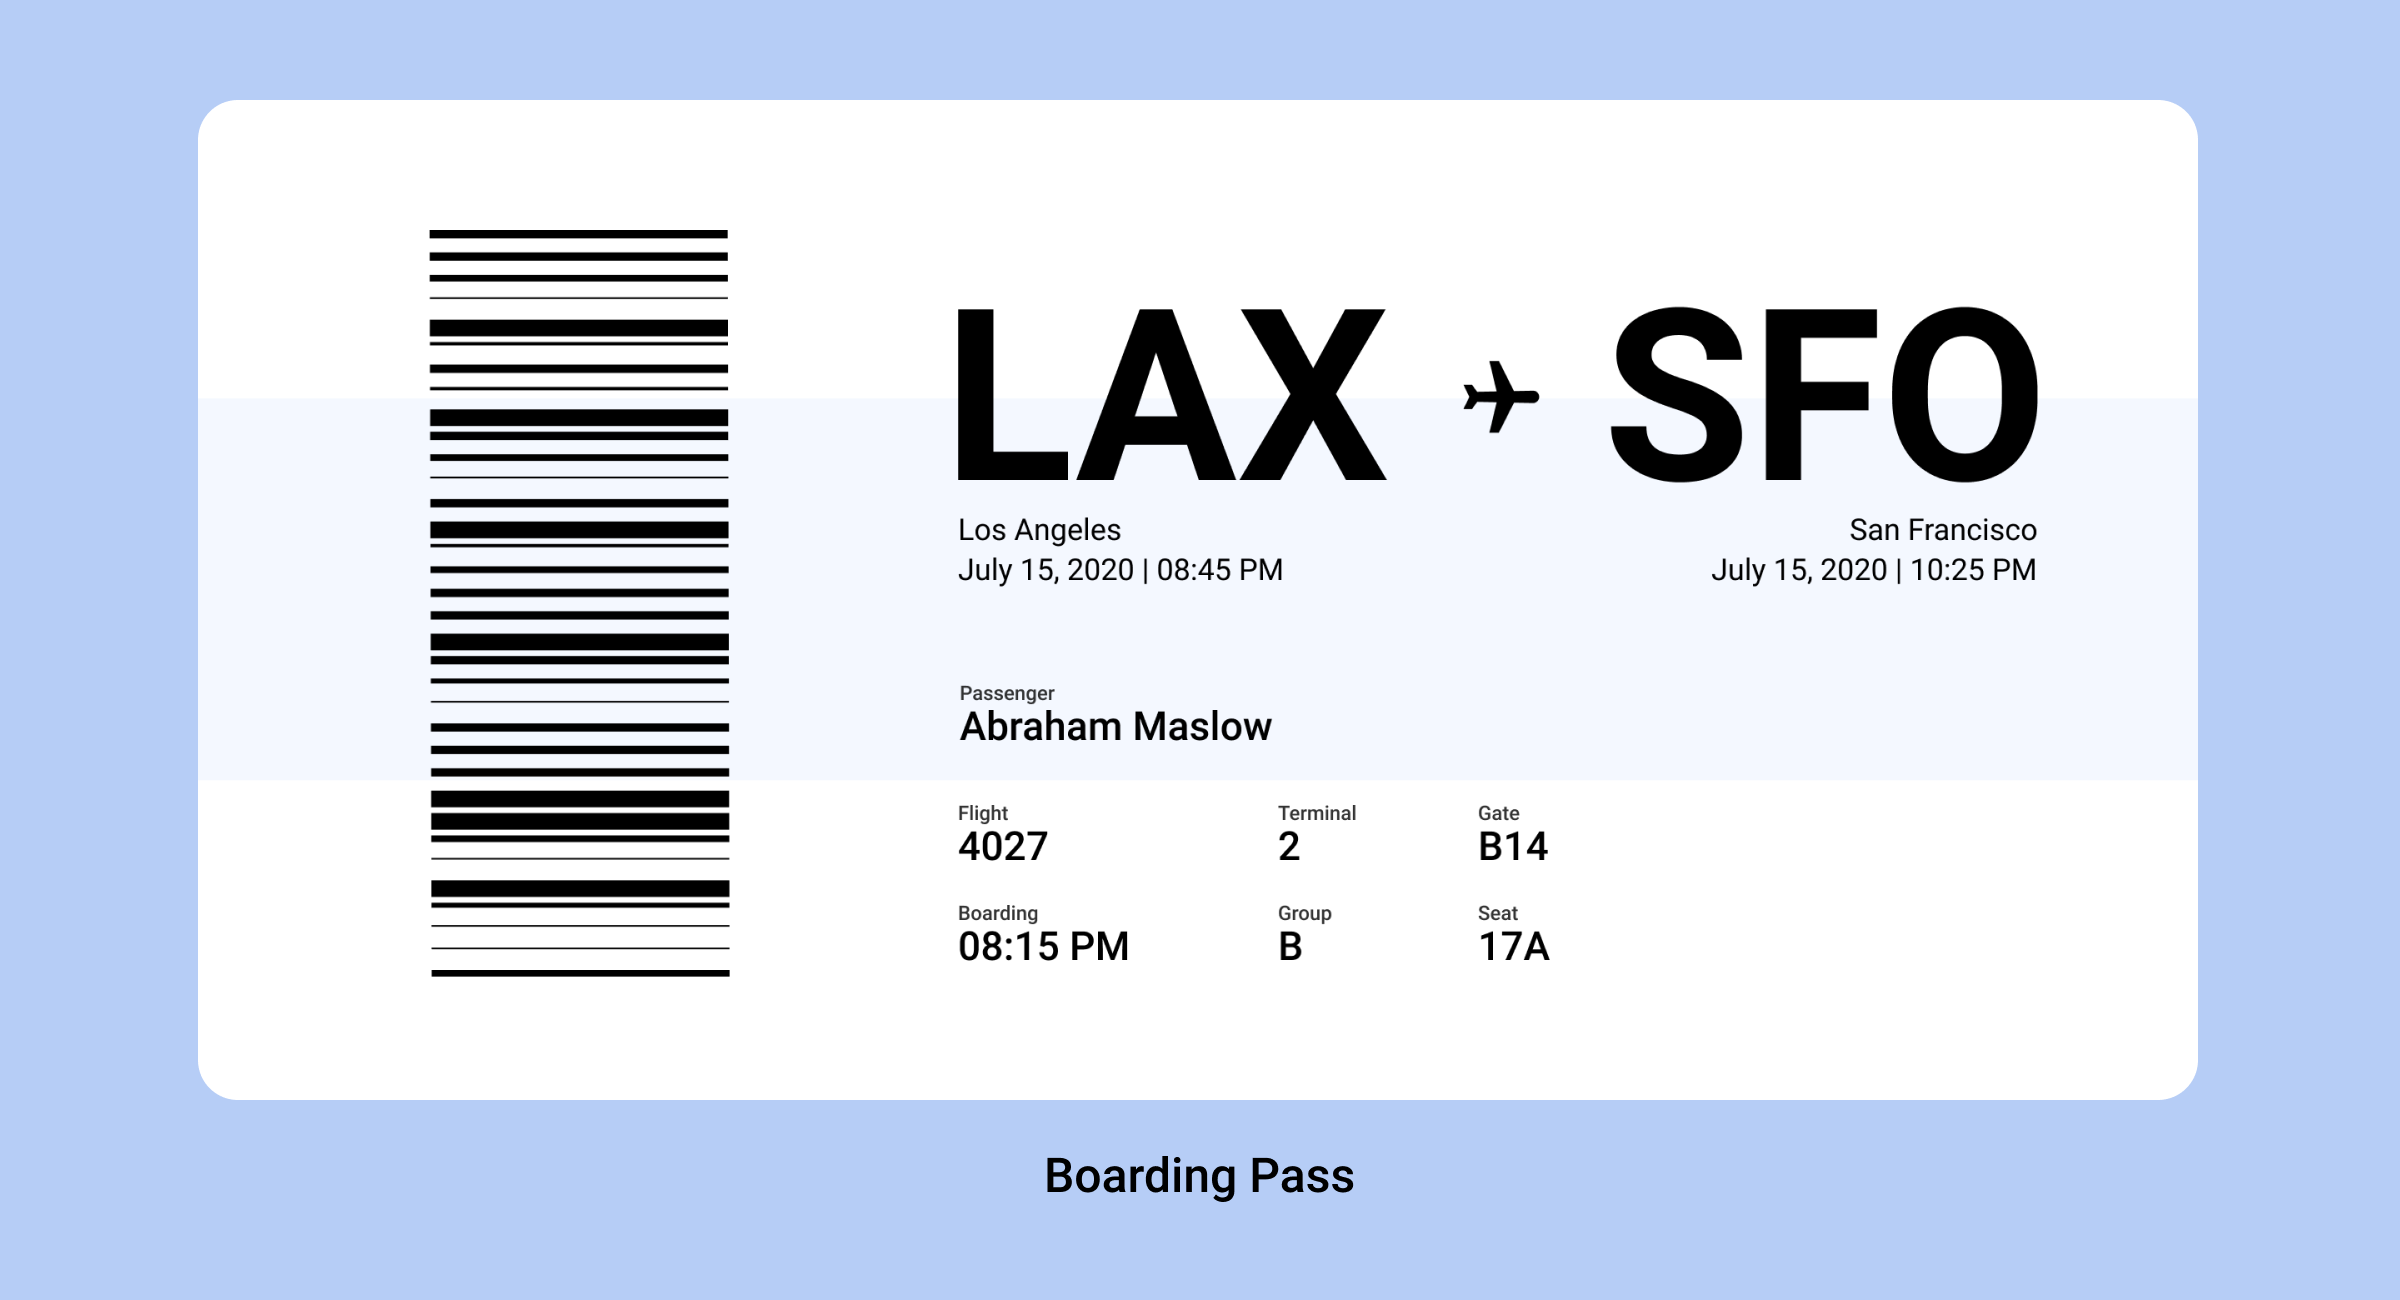 LAX SFO
Los Angeles
July 15, 2020 | 08:45 PM
San Francisco
July 15, 2020 | 10:25 PM
Passenger
Abraham Maslow
Flight
4027
Terminal
2
Gate
B14
Boarding
08:15 PM
Group
B
Seat
17A
Boarding Pass